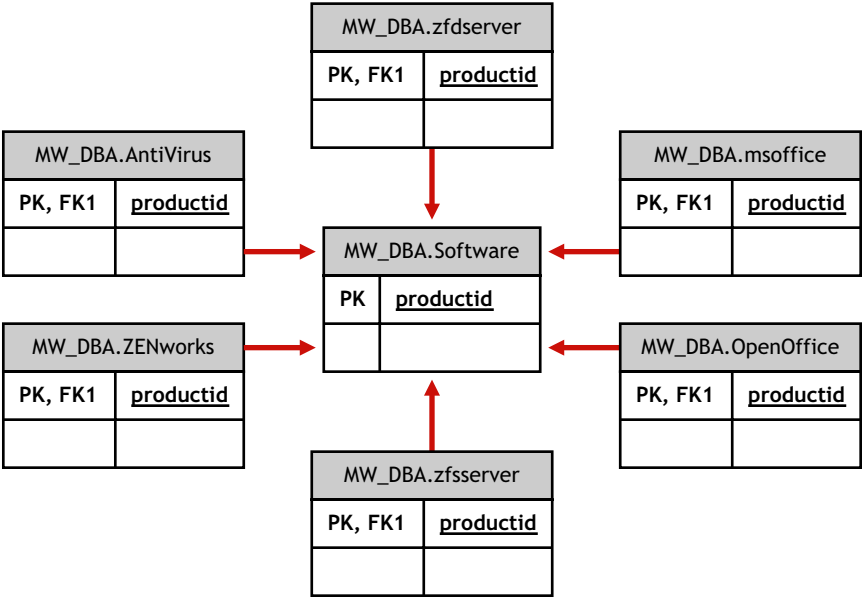 MW_DBA.zfdserver
PK, FK1 productid
MW_DBA.AntiVirus
PK, FK1 productid
MW_DBA.msoffice
PK, FK1 productid
MW_DBA.Software
PK productid
MW_DBA.ZENworks
PK, FK1 productid
MW_DBA.OpenOffice
PK, FK1 productid
MW_DBA.zfsserver
PK, FK1 productid